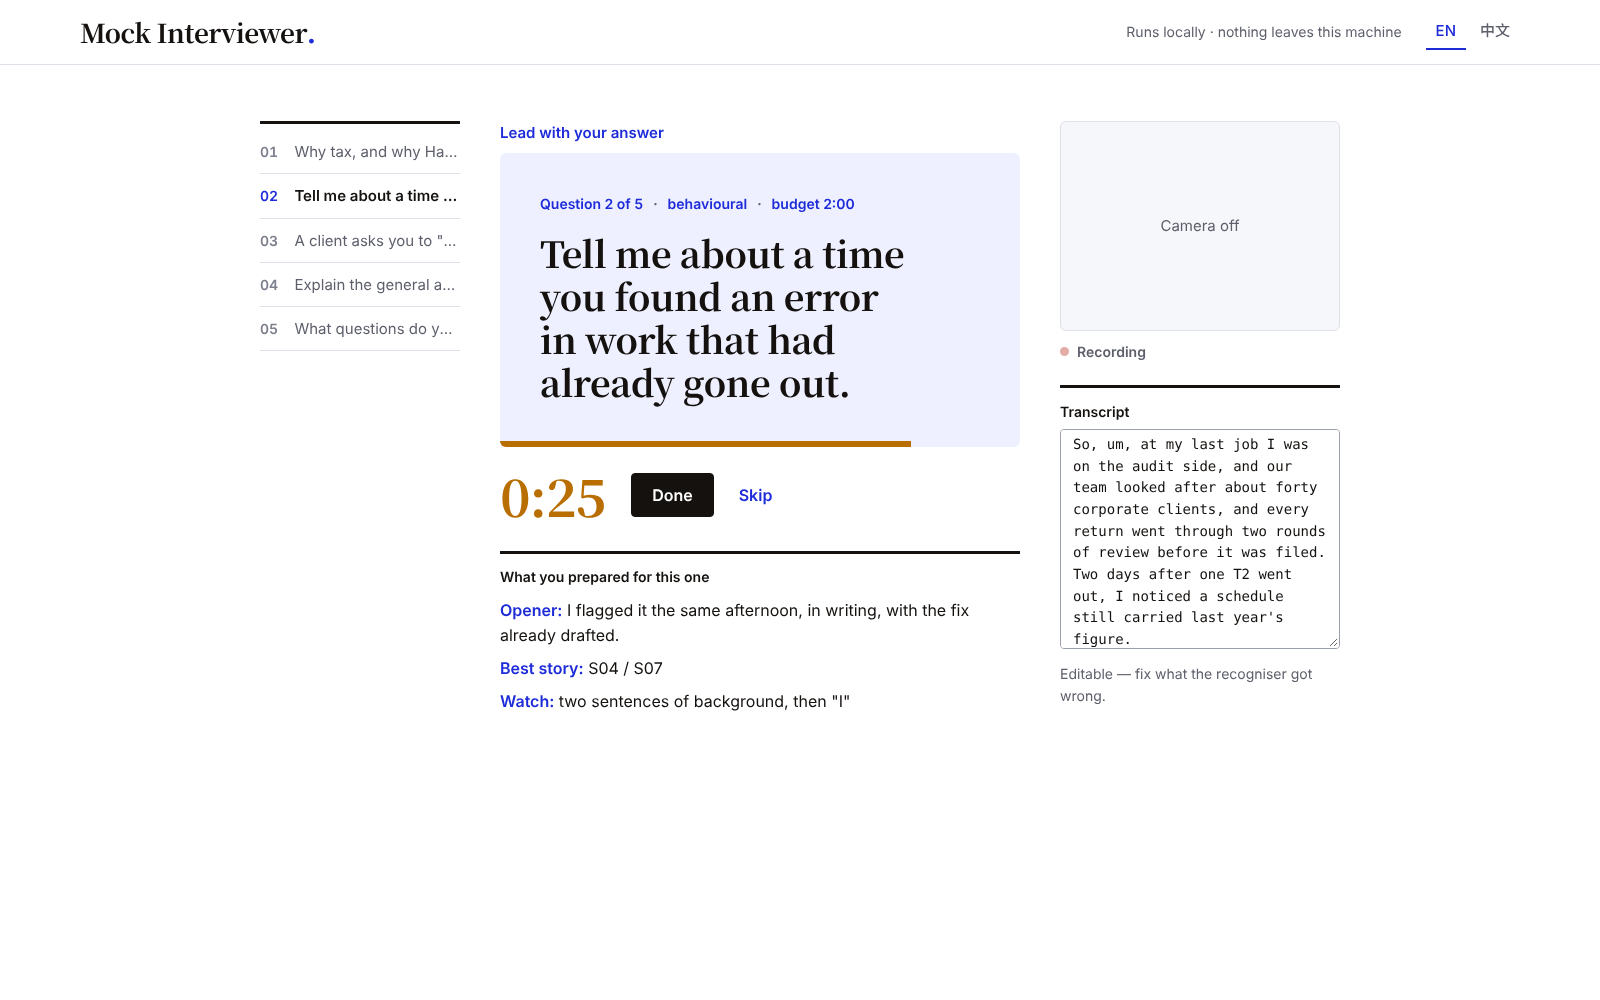 Mock Interviewer.
Runs locally · nothing leaves this machine
EN
中文
01 Why tax, and why Ha...
02 Tell me about a time ...
03 A client asks you to "...
04 Explain the general a...
05 What questions do y...
Lead with your answer
Question 2 of 5 · behavioural · budget 2:00
Tell me about a time
you found an error
in work that had
already gone out.
0:25
Done
Skip
What you prepared for this one
Opener: I flagged it the same afternoon, in writing, with the fix
already drafted.
Best story: S04 / S07
Watch: two sentences of background, then "I"
Camera off
Recording
Transcript
So, um, at my last job I was
on the audit side, and our
team looked after about forty
corporate clients, and every
return went through two rounds
of review before it was filed.
Two days after one T2 went
out, I noticed a schedule
still carried last year's
figure.
Editable — fix what the recogniser got
wrong.